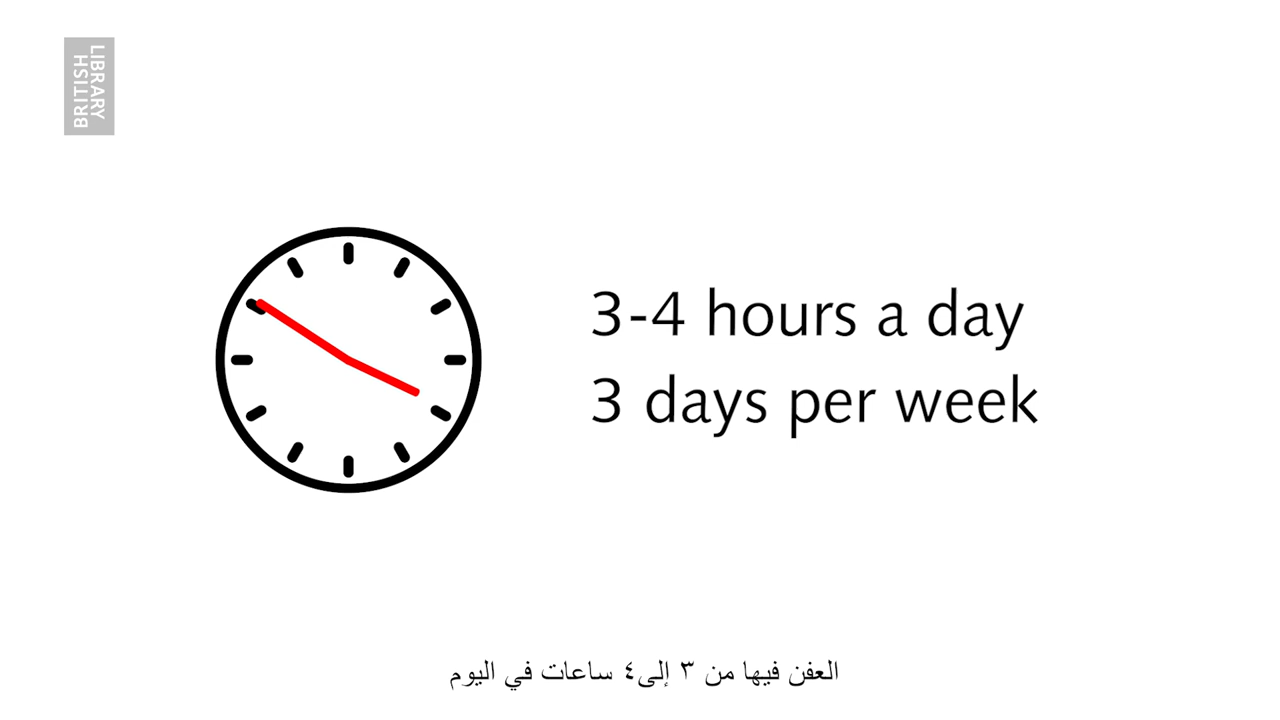 BRITISH
LIBRARY
3-4 hours a day
3 days per week
العفن فيها من ٣ إلى٤ ساعات في اليوم